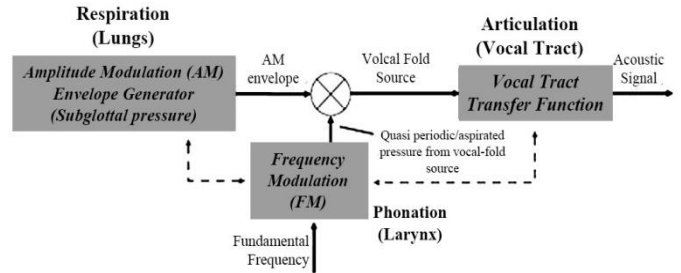 Respiration
(Lungs)
Amplitude Modulation (AM)
Envelope Generator
(Subglottal pressure)
AM
envelope
Volcal Fold
Source
Articulation
(Vocal Tract)
Vocal Tract
Transfer Function
Acoustic
Signal
Quasi periodic/aspirated
pressure from vocal-fold
source
Frequency
Modulation
(FM)
Phonation
(Larynx)
Fundamental
Frequency